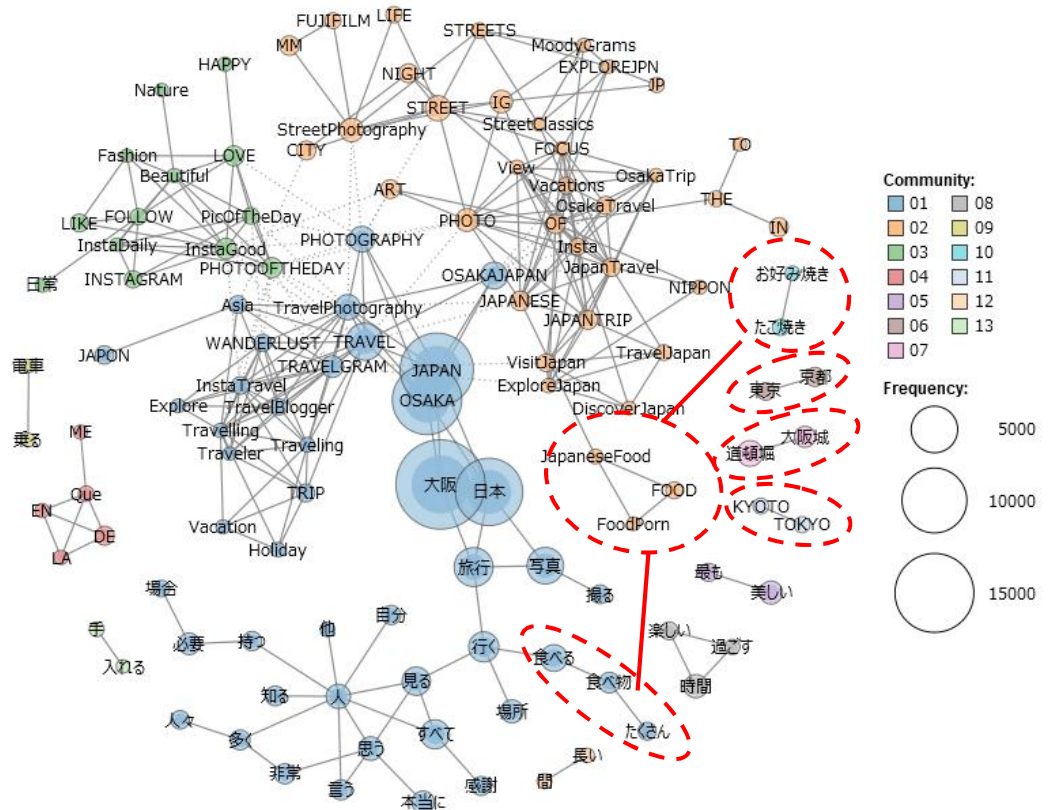 LIFE
FUJIFILM
MM
STREETS
MoodyGrams
EXPLOREJPN
HAPPY
NIGHT
JP
Nature
IG
STREET
StreetPhotography
StreetClassics
CITY
FOCUS
TO
Fashion
LOVE
View
Beautiful
Vacations
OsakaTrip
ART
THE
OsakaTravel
LIKE
FOLLOW
PicOfTheDay
PHOTO
OF
IN
InstaDaily
InstaGood
PHOTOGRAPHY
Insta
PHOTOOFTHEDAY
JapanTravel
INSTAGRAM
OSAKAJAPAN
お好み焼き
日常
NIPPON
Asia
TravelPhotography
JAPANESE
JAPANTRIP
たこ焼き
WANDERLUST
TRAVEL
JAPON
TravelJapan
VisitJapan
電車
TRAVELGRAM
JAPAN
京都
InstaTravel
ExploreJapan
東京
OSAKA
Explore
TravelBlogger
DiscoverJapan
ME
Travelling
大阪城
乗る
Traveling
道頓堀
Traveler
JapaneseFood
大阪
日本
Que
TRIP
FOOD
KYOTO
EN
FoodPorn
TOKYO
Vacation
DE
Holiday
LA
旅行
写真
最も
場合
撮る
美しい
自分
手
他
楽しい
必要
持つ
行く
過ごす
食べる
入れる
見る
食べ物
時間
知る
人
場所
人々
たくさん
多く
すべて
思う
長い
非常
間
言う
感謝
本当に
Community:
01 08
02 09
03 10
04 11
05 12
06 13
07
Frequency:
5000
10000
15000